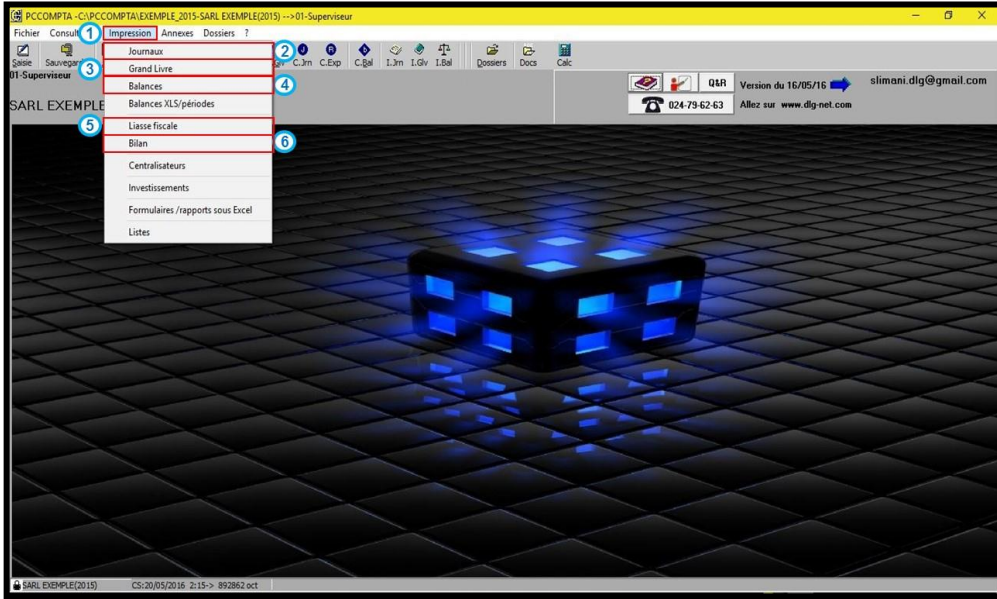 PCCOMPTA -C:\PCCOMPTA\EXEMPLE_2015-SARL EXEMPLE(2015) -->01-Superviseur
Fichier Consult 1 Impression Annexes Dossiers ?
Saisie Sauvegard C.Jrn C.Exp C.Bal I.Jrn I.Glv I.Bal Dossiers Docs Calc
01-Superviseur
SARL EXEMPLE
Journaux 2
3 Grand Livre
Balances 4
Balances XLS/périodes
5 Liasse fiscale
Bilan 6
Centralisateurs
Investissements
Formulaires /rapports sous Excel
Listes
Q&R Version du 16/05/16 slimani.dlg@gmail.com
024-79-62-63 Allez sur www.dlg-net.com
SARL EXEMPLE(2015) CS:20/05/2016 2:15-> 892862 oct